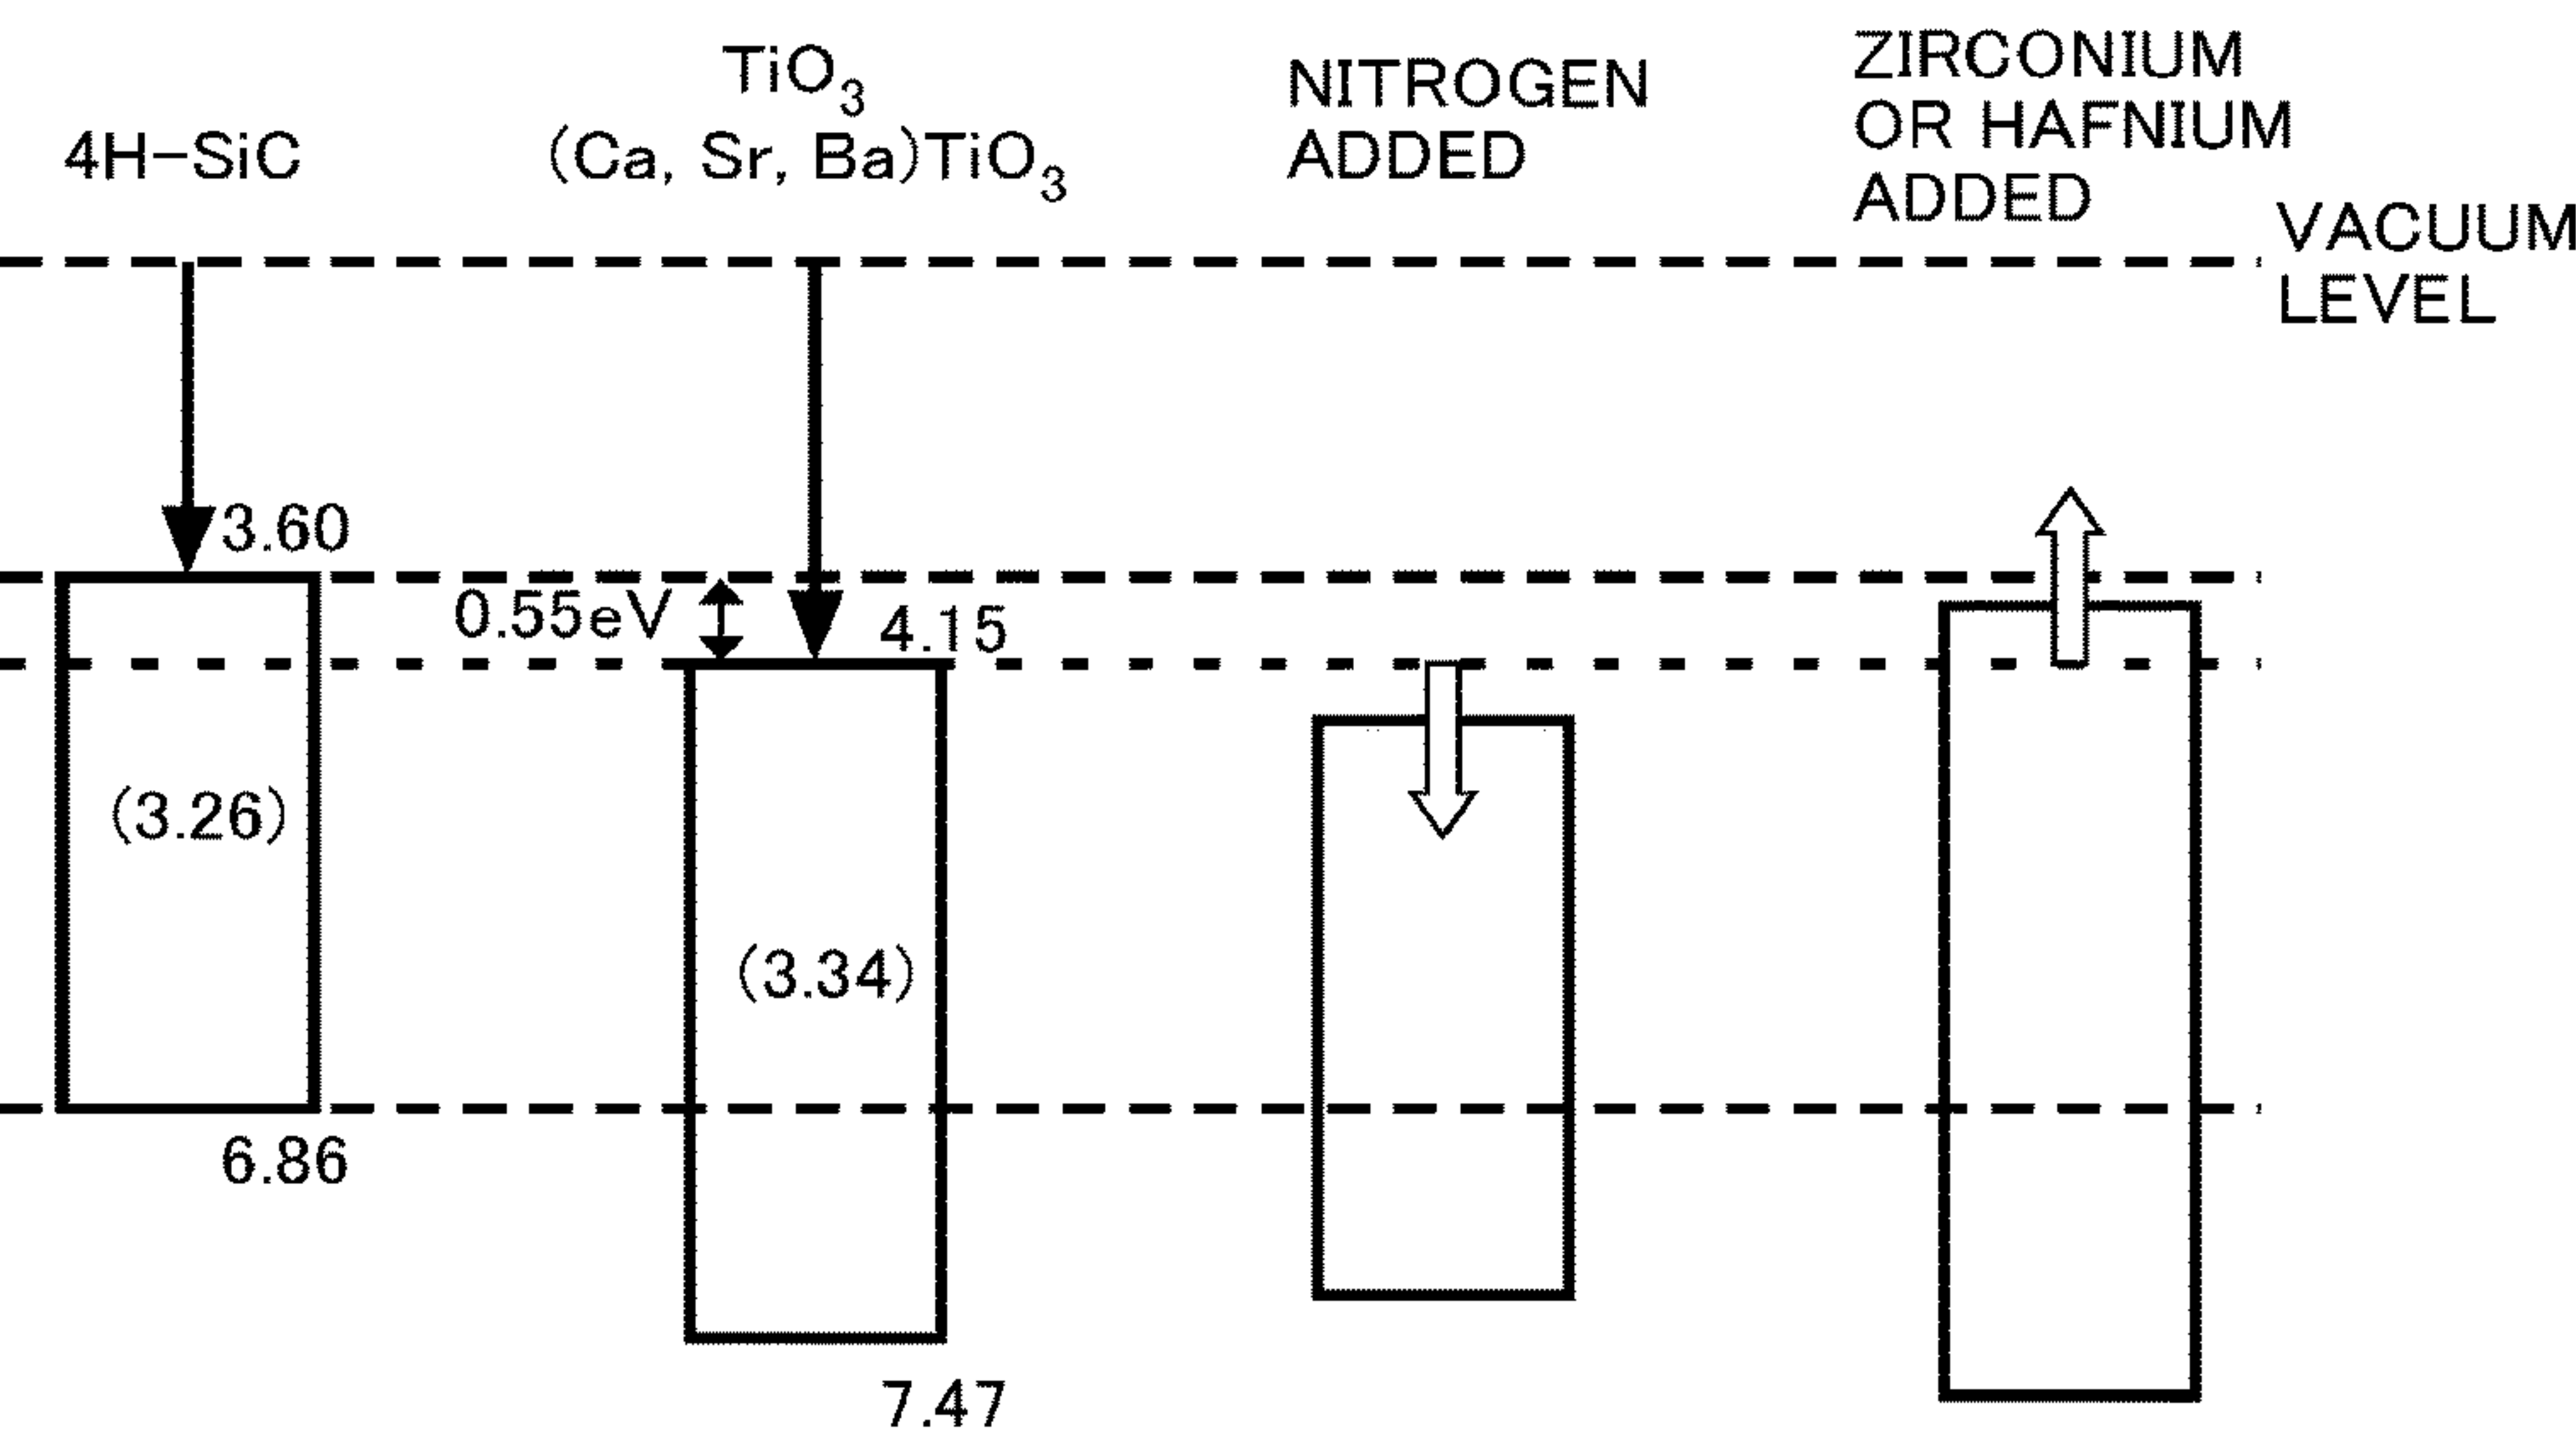 4H-SiC
TiO₃
(Ca, Sr, Ba)TiO₃
NITROGEN
ADDED
ZIRCONIUM
OR HAFNIUM
ADDED
VACUUM
LEVEL
3.60
0.55eV
4.15
(3.26)
(3.34)
6.86
7.47